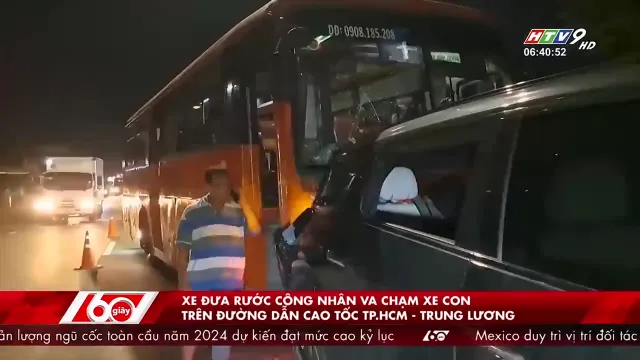 DD: 0908.185.208
HTV9 HD
06:40:52
60 giây
XE ĐƯA RƯỚC CÔNG NHÂN VA CHẠM XE CON
TRÊN ĐƯỜNG DẪN CAO TỐC TP.HCM - TRUNG LƯƠNG
ản lượng ngũ cốc toàn cầu năm 2024 dự kiến đạt mức cao kỷ lục 60 giây Mexico duy trì vị trí đối tác